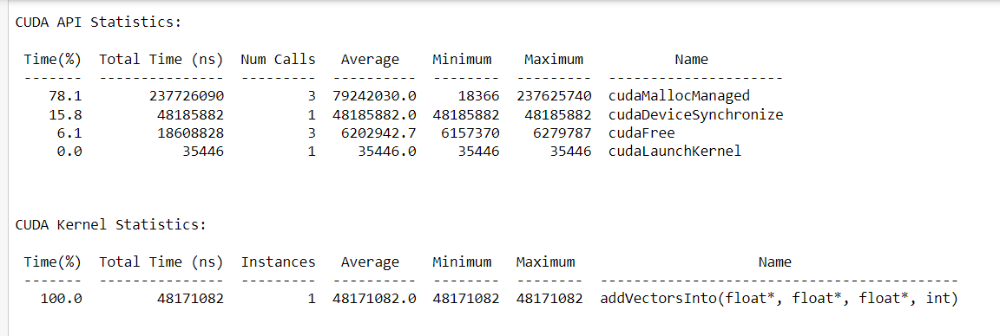 CUDA API Statistics:
Time(%)  Total Time (ns)  Num Calls   Average    Minimum    Maximum           Name
-------  ---------------  ---------  ----------  --------  ---------  ---------------------
78.1        237726090          3  79242030.0     18366  237625740  cudaMallocManaged
15.8         48185882          1  48185882.0  48185882   48185882  cudaDeviceSynchronize
6.1         18608828          3   6202942.7   6157370    6279787  cudaFree
0.0            35446          1     35446.0     35446      35446  cudaLaunchKernel
CUDA Kernel Statistics:
Time(%)  Total Time (ns)  Instances   Average    Minimum   Maximum                      Name
-------  ---------------  ---------  ----------  --------  --------  -------------------------------------------
100.0         48171082          1  48171082.0  48171082  48171082  addVectorsInto(float*, float*, float*, int)